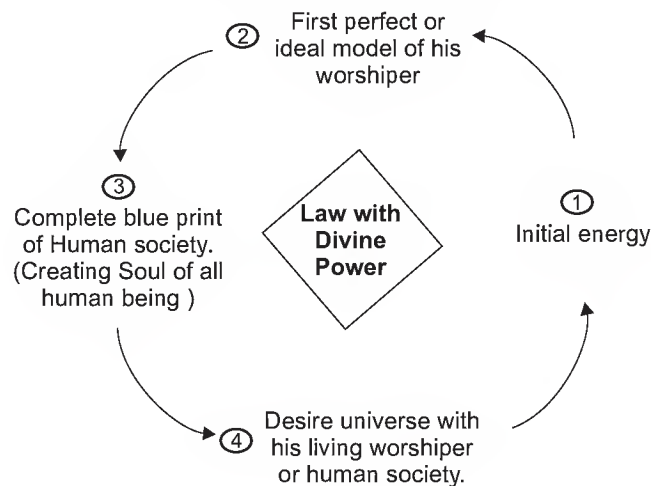 1
Initial energy
2
First perfect or
ideal model of his
worshiper
3
Complete blue print
of Human society.
(Creating Soul of all
human being )
4
Desire universe with
his living worshiper
or human society.
Law with
Divine
Power